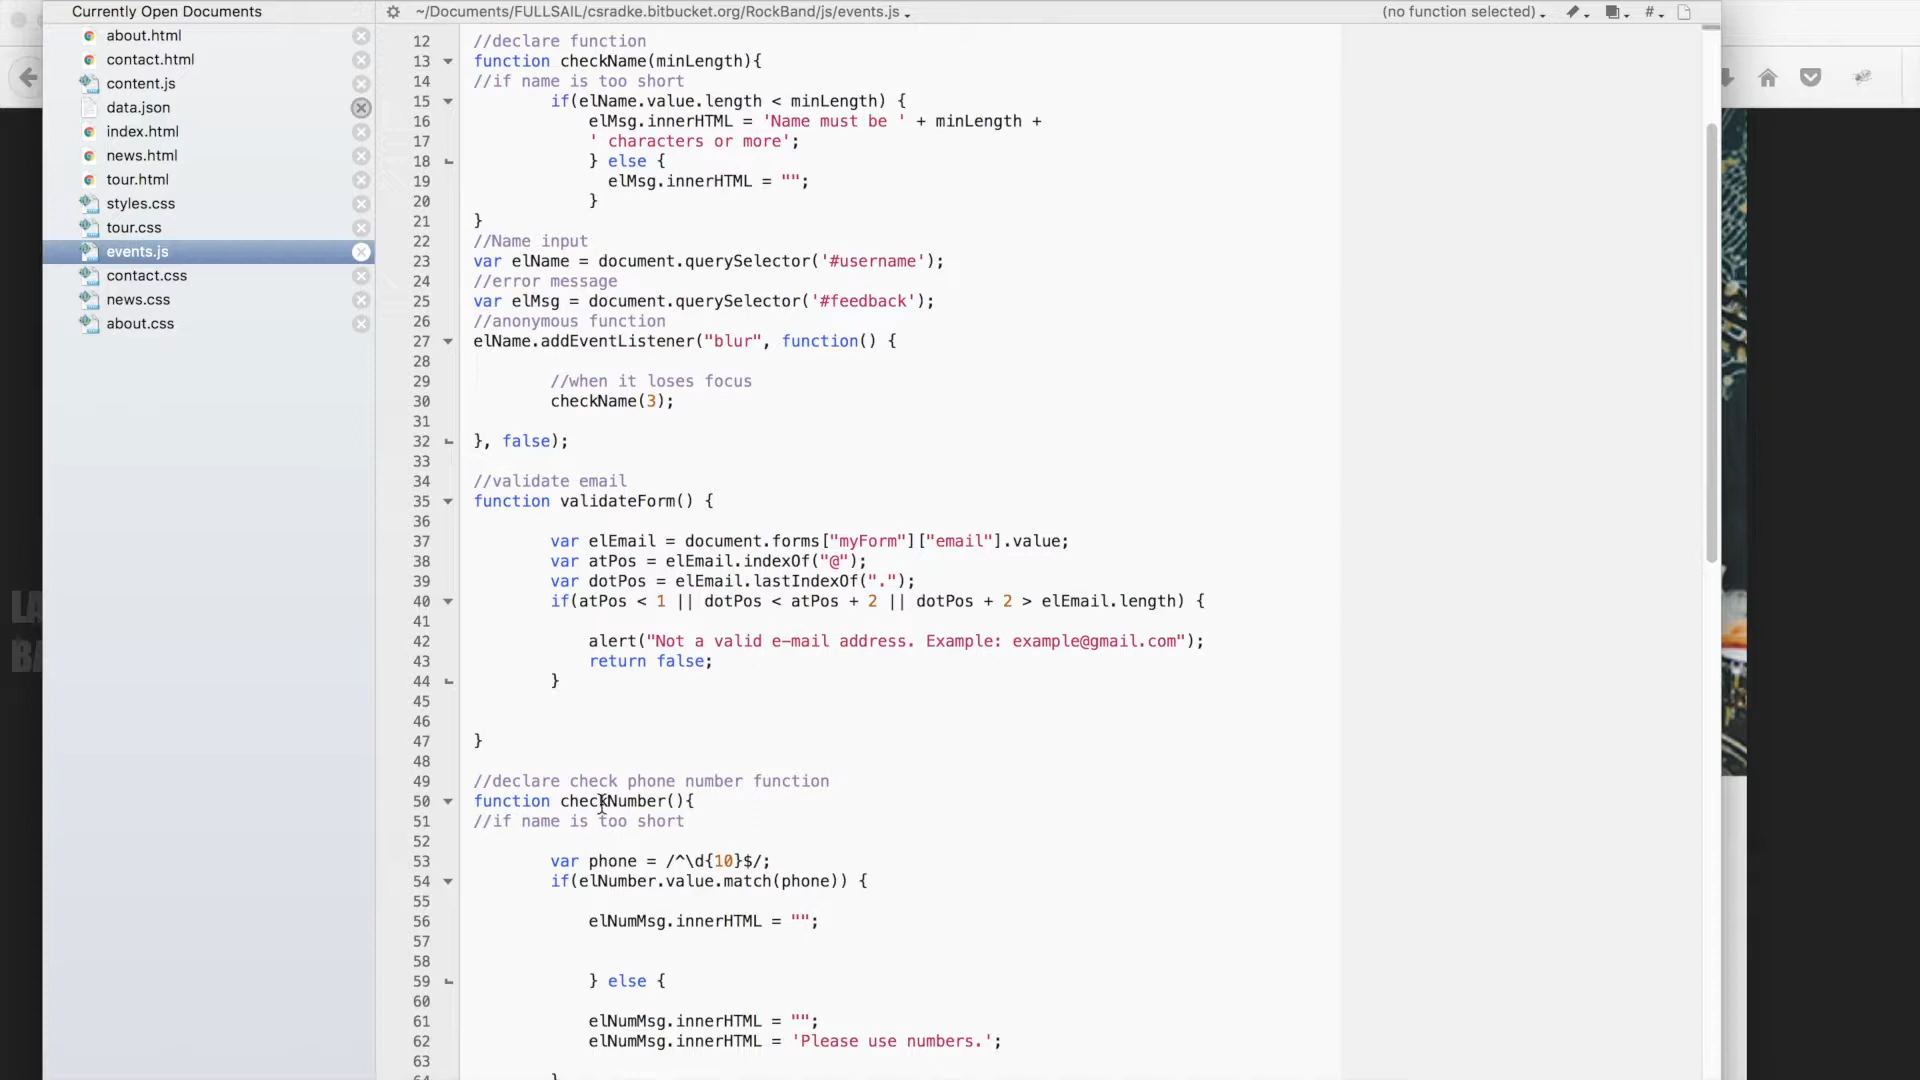 Currently Open Documents
~/Documents/FULLSAIL/csradke.bitbucket.org/RockBand/js/events.js
(no function selected)
#
about.html
contact.html
content.js
data.json
index.html
news.html
tour.html
styles.css
tour.css
events.js
contact.css
news.css
about.css
12 //declare function
13 function checkName(minLength){
14 //if name is too short
15 if(elName.value.length < minLength) {
16 elMsg.innerHTML = 'Name must be ' + minLength +
17 ' characters or more';
18 } else {
19 elMsg.innerHTML = "";
20 }
21 }
22 //Name input
23 var elName = document.querySelector('#username');
24 //error message
25 var elMsg = document.querySelector('#feedback');
26 //anonymous function
27 elName.addEventListener("blur", function() {
28
29 //when it loses focus
30 checkName(3);
31
32 }, false);
33
34 //validate email
35 function validateForm() {
36
37 var elEmail = document.forms["myForm"]["email"].value;
38 var atPos = elEmail.indexOf("@");
39 var dotPos = elEmail.lastIndexOf(".");
40 if(atPos < 1 || dotPos < atPos + 2 || dotPos + 2 > elEmail.length) {
41
42 alert("Not a valid e-mail address. Example: example@gmail.com");
43 return false;
44 }
45
46
47 }
48
49 //declare check phone number function
50 function checkNumber(){
51 //if name is too short
52
53 var phone = /^\d{10}$/;
54 if(elNumber.value.match(phone)) {
55
56 elNumMsg.innerHTML = "";
57
58
59 } else {
60
61 elNumMsg.innerHTML = "";
62 elNumMsg.innerHTML = 'Please use numbers.';
63
64 }
LA
BA